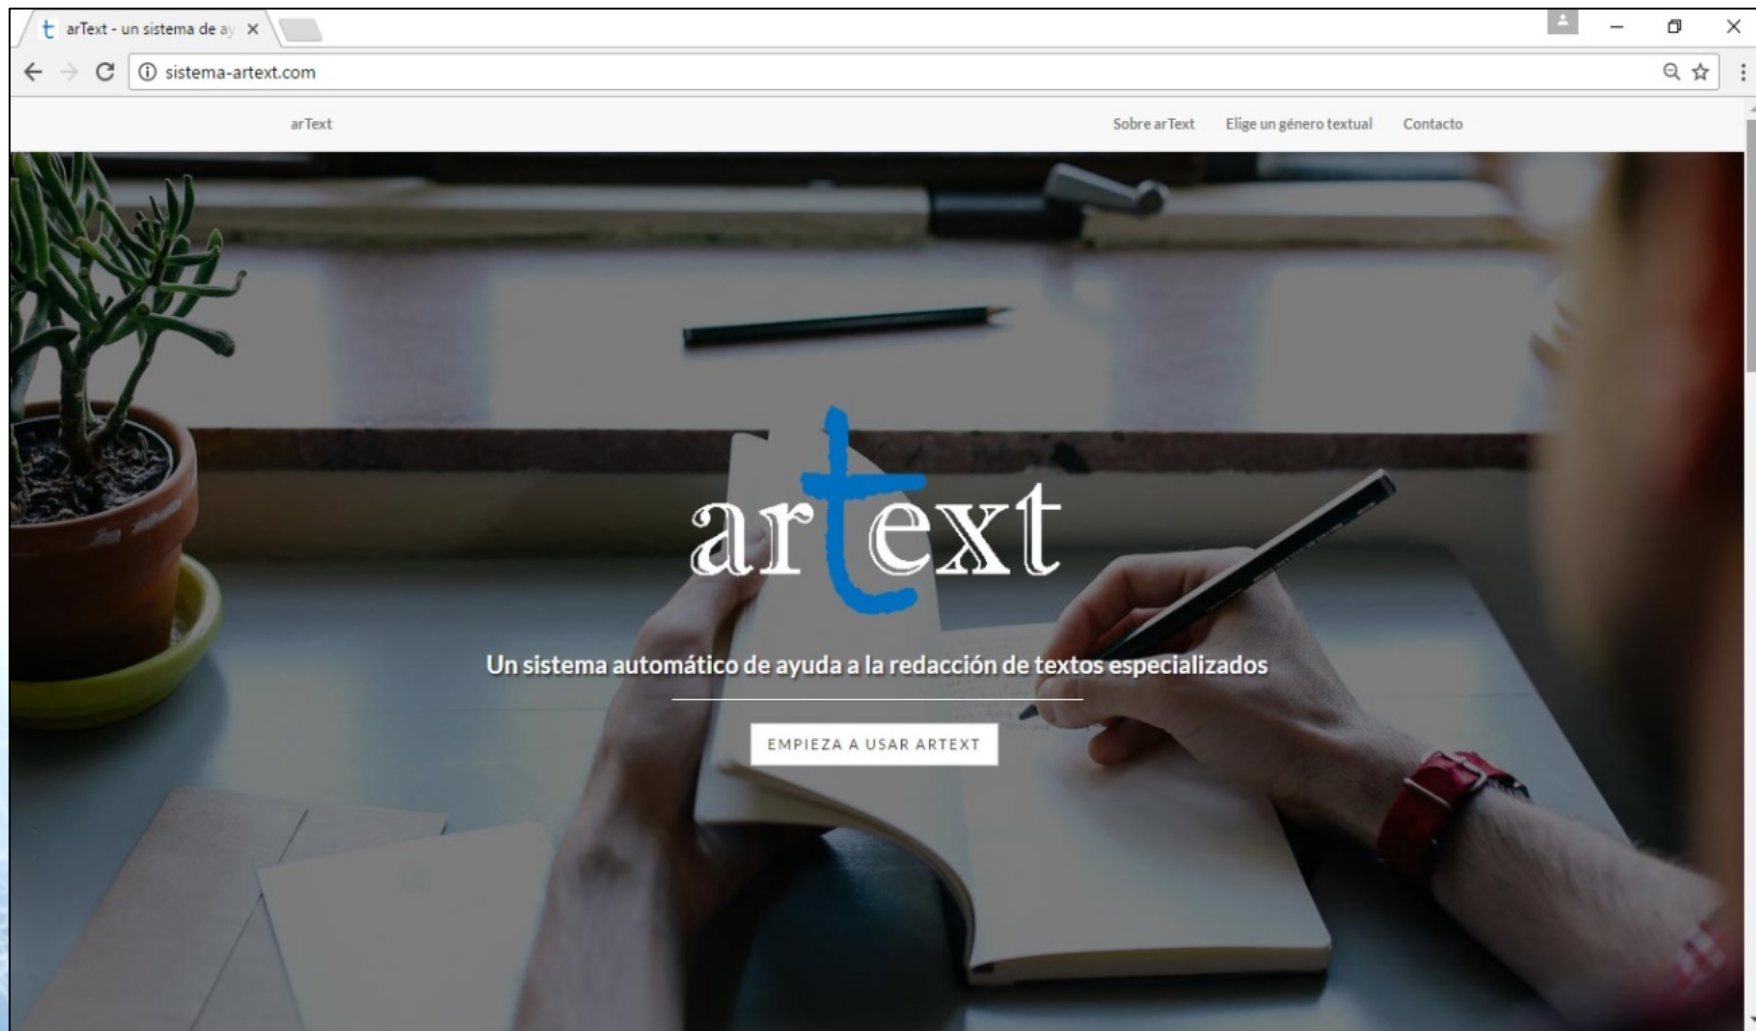 arText - un sistema de ay
sistema-artext.com
arText
Sobre arText
Elige un género textual
Contacto
artext
Un sistema automático de ayuda a la redacción de textos especializados
EMPIEZA A USAR ARTEXT